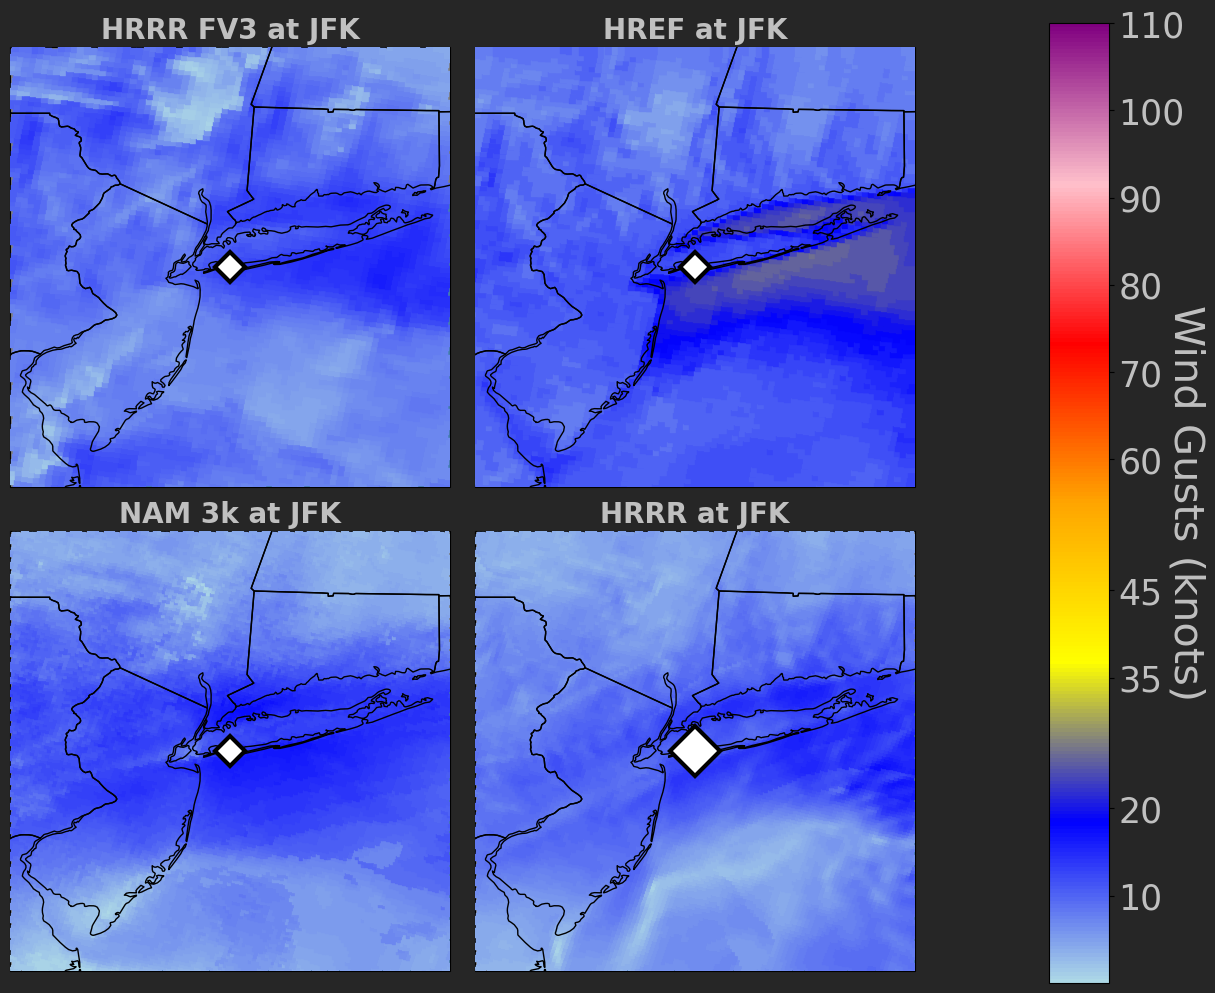 HRRR FV3 at JFK
HREF at JFK
NAM 3k at JFK
HRRR at JFK
110
100
90
80
70
60
45
35
20
10
Wind Gusts (knots)